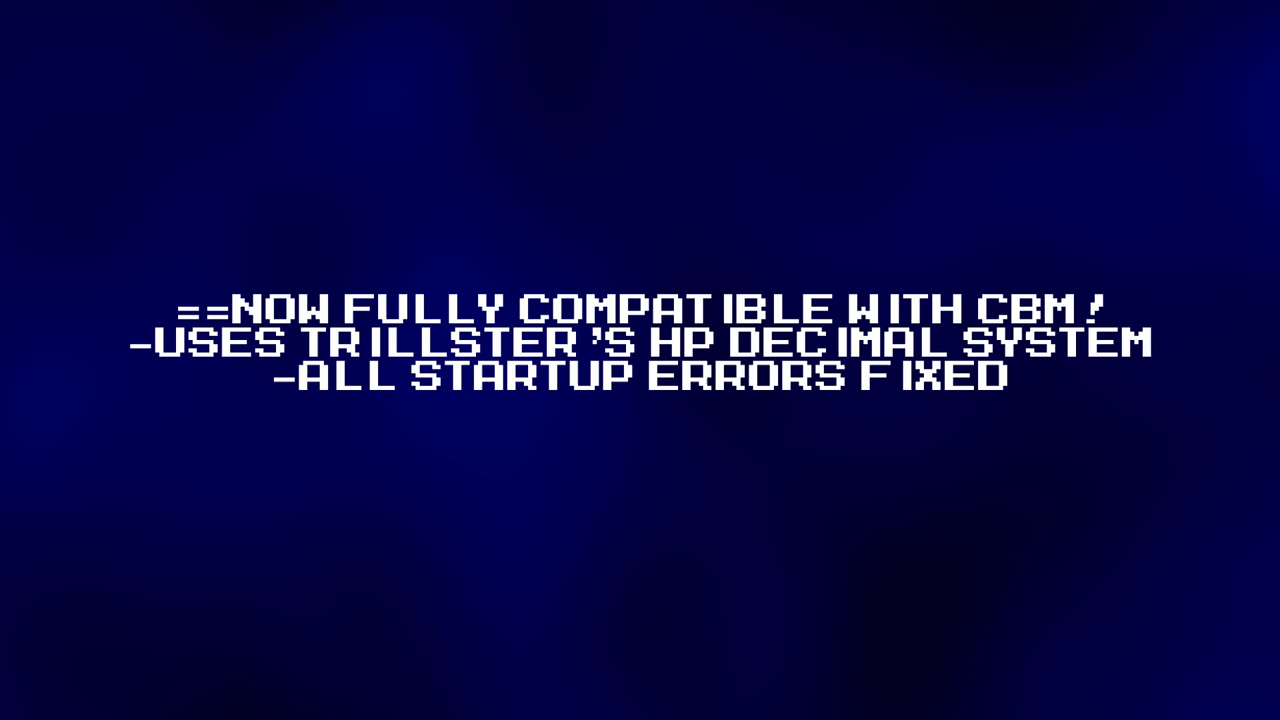 ==NOW FULLY COMPATIBLE WITH CBM!
-USES TRILLSTER'S HP DECIMAL SYSTEM
-ALL STARTUP ERRORS FIXED